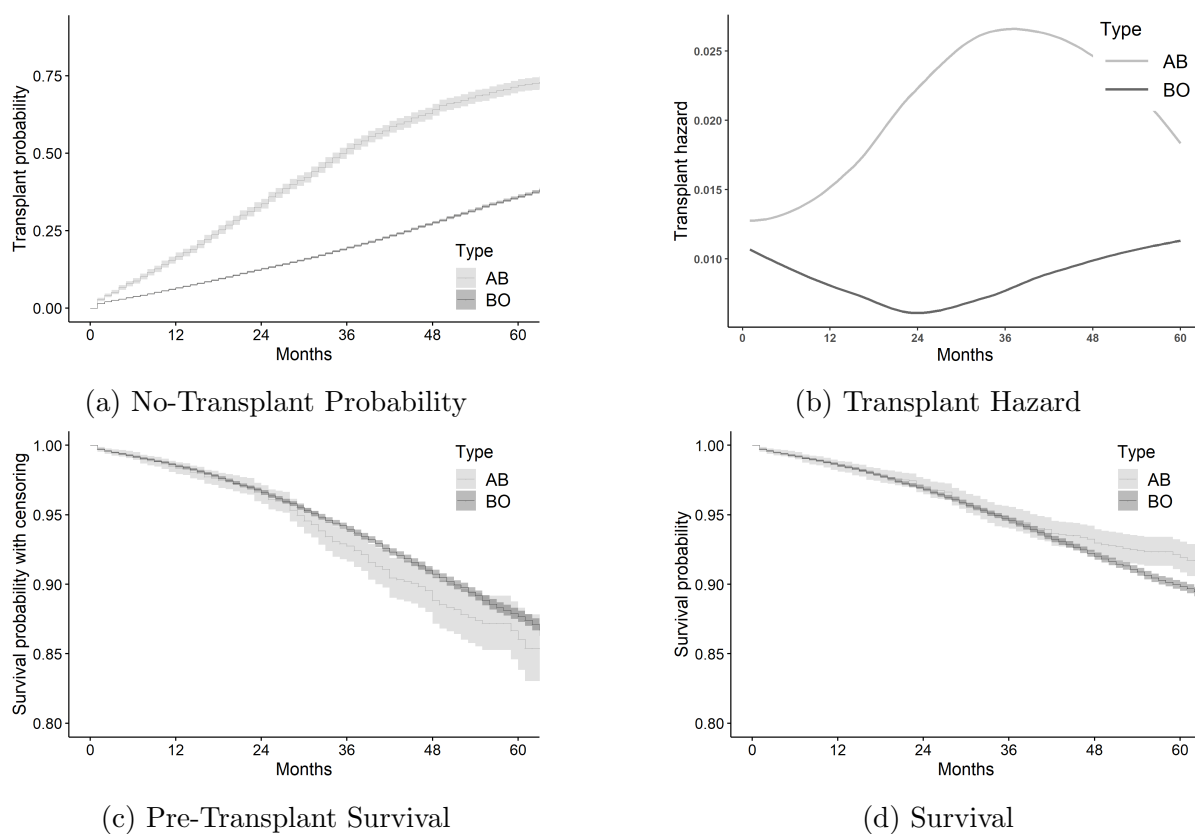 Transplant probability
0.75
0.50
0.25
0.00
Type
AB
BO
0 12 24 36 48 60
Months
(a) No-Transplant Probability
Transplant hazard
0.025
0.020
0.015
0.010
Type
AB
BO
0 12 24 36 48 60
Months
(b) Transplant Hazard
Survival probability with censoring
1.00
0.95
0.90
0.85
0.80
Type
AB
BO
0 12 24 36 48 60
Months
(c) Pre-Transplant Survival
Survival probability
1.00
0.95
0.90
0.85
0.80
Type
AB
BO
0 12 24 36 48 60
Months
(d) Survival